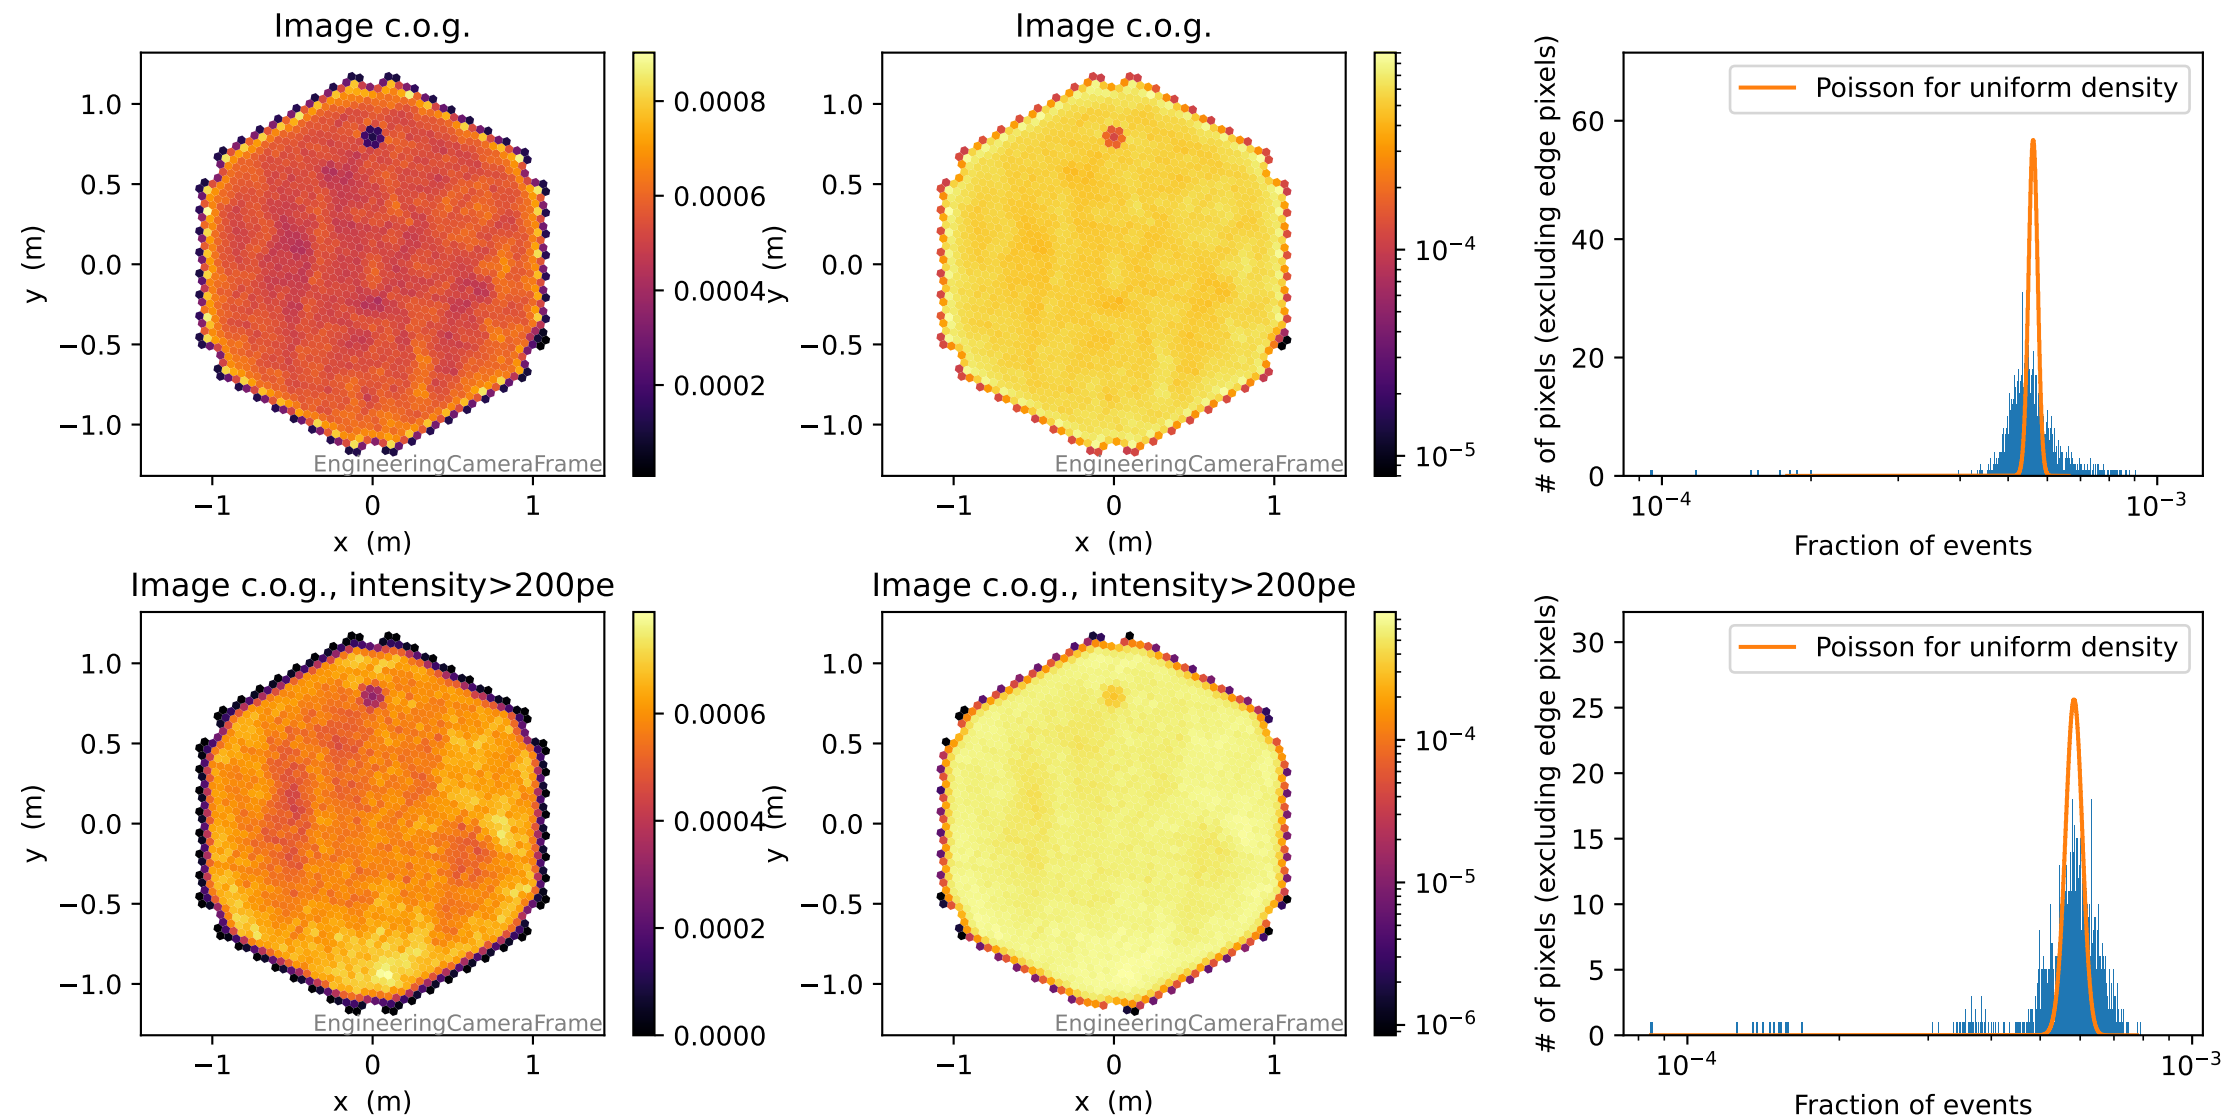 Image c.o.g.
1.0
0.5
0.0
−0.5
−1.0
y (m)
−1
0
1
x (m)
EngineeringCameraFrame
0.0008
0.0006
0.0004
0.0002
Image c.o.g.
1.0
0.5
0.0
−0.5
−1.0
y (m)
−1
0
1
x (m)
EngineeringCameraFrame
10⁻⁴
10⁻⁵
# of pixels (excluding edge pixels)
60
40
20
0
Poisson for uniform density
10⁻⁴
10⁻³
Fraction of events
Image c.o.g., intensity>200pe
1.0
0.5
0.0
−0.5
−1.0
y (m)
−1
0
1
x (m)
EngineeringCameraFrame
0.0006
0.0004
0.0002
0.0000
Image c.o.g., intensity>200pe
1.0
0.5
0.0
−0.5
−1.0
y (m)
−1
0
1
x (m)
EngineeringCameraFrame
10⁻⁴
10⁻⁵
10⁻⁶
# of pixels (excluding edge pixels)
30
25
20
15
10
5
0
Poisson for uniform density
10⁻⁴
10⁻³
Fraction of events